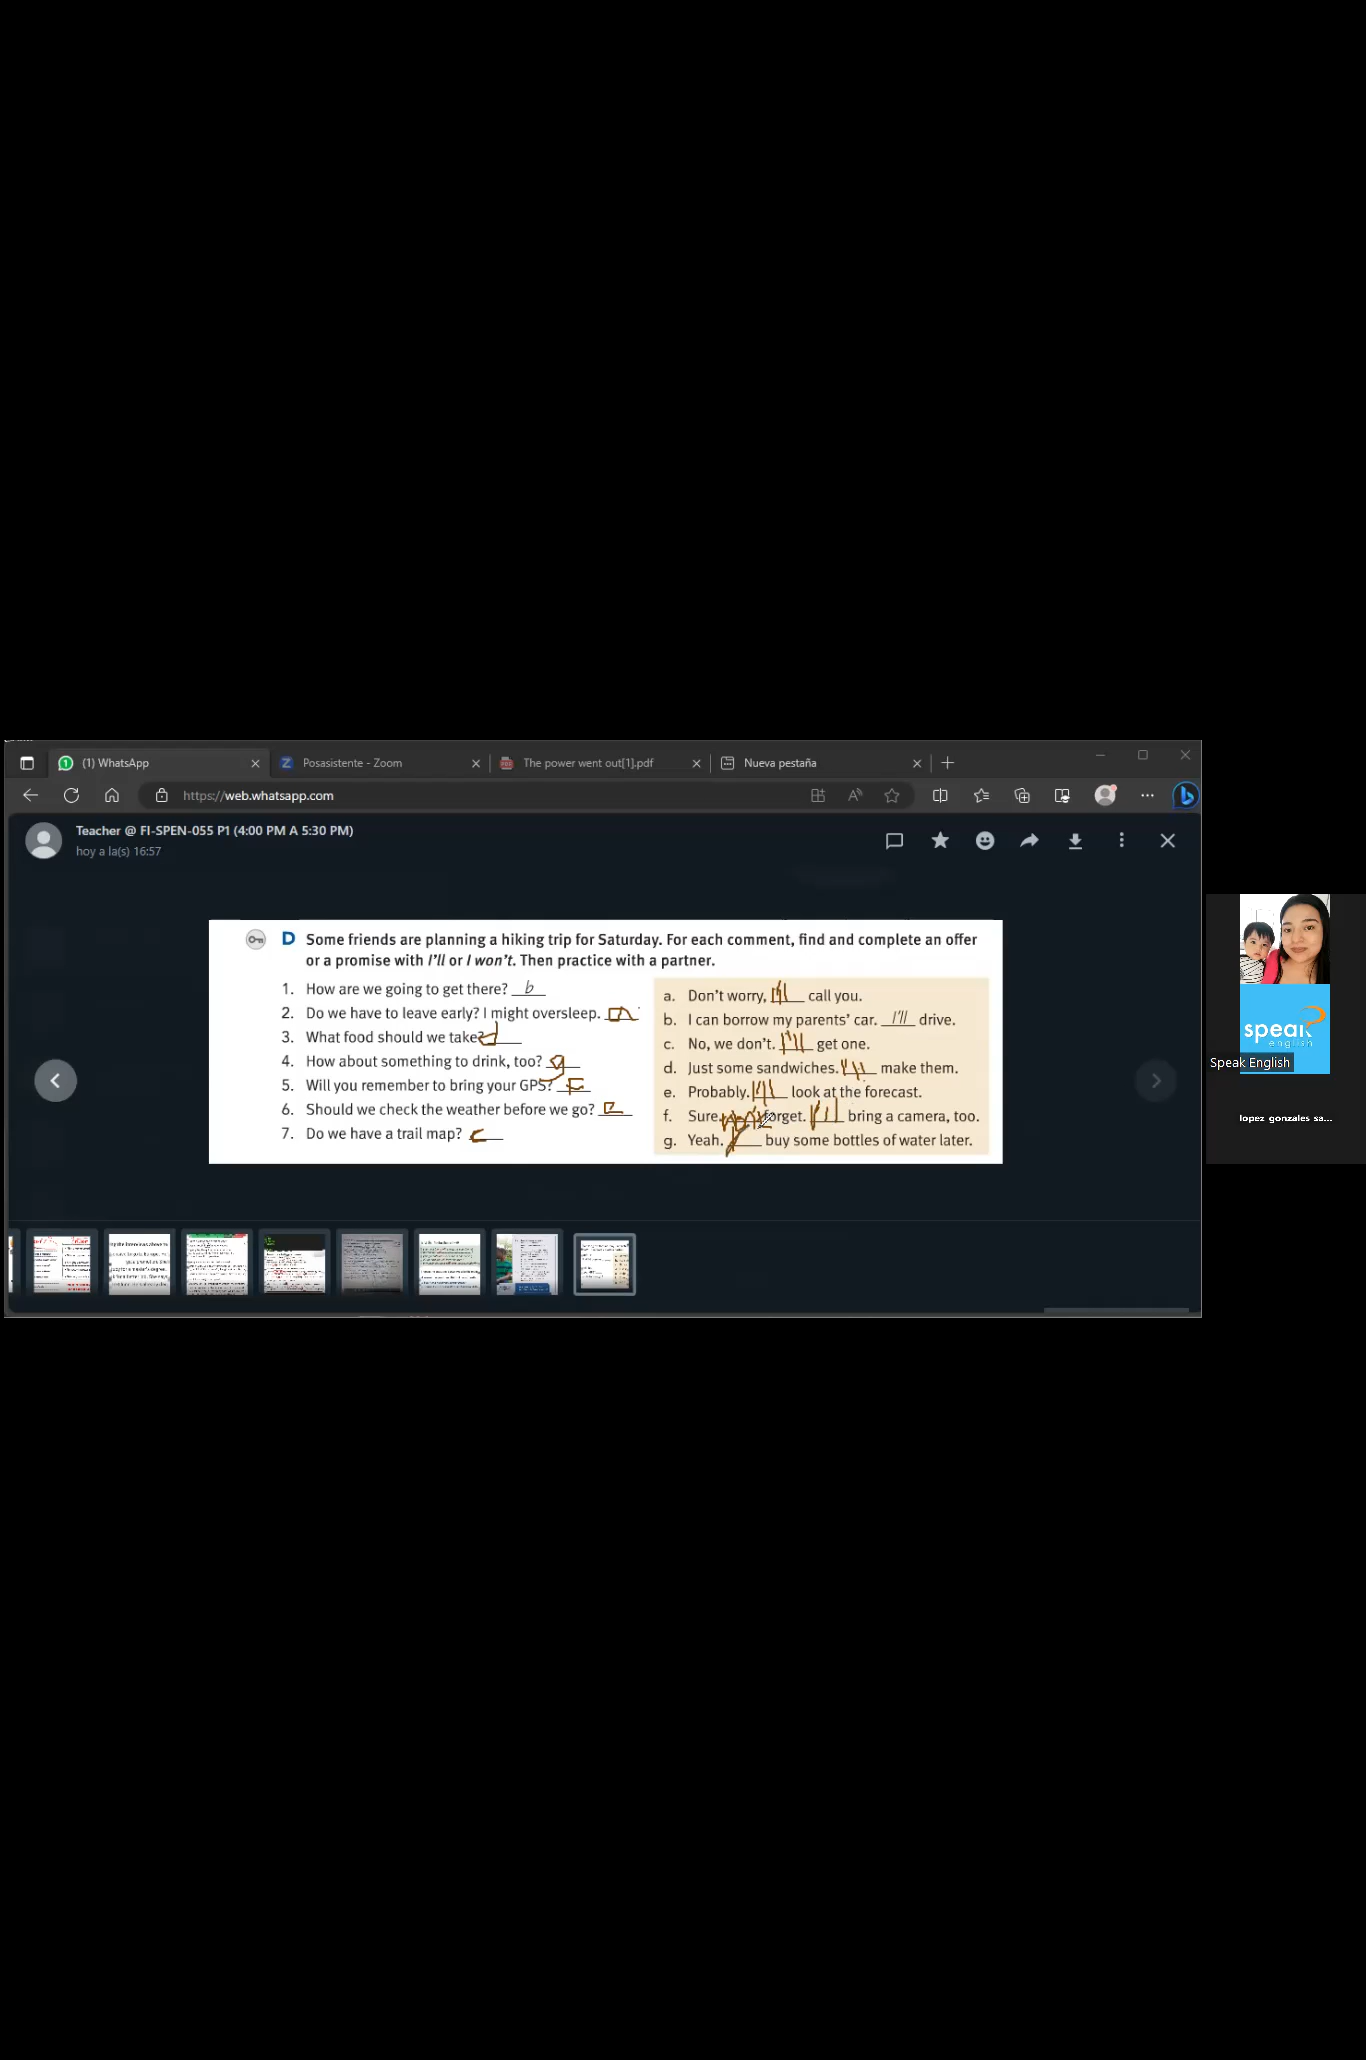 (1) WhatsApp
Posasistente - Zoom
The power went out[1].pdf
Nueva pestaña
https://web.whatsapp.com
Teacher @ FI-SPEN-055 P1 (4:00 PM A 5:30 PM)
hoy a la(s) 16:57
D Some friends are planning a hiking trip for Saturday. For each comment, find and complete an offer
or a promise with I'll or I won't. Then practice with a partner.
1. How are we going to get there? b
2. Do we have to leave early? I might oversleep. a
3. What food should we take? d
4. How about something to drink, too? g
5. Will you remember to bring your GPS? F
6. Should we check the weather before we go? e
7. Do we have a trail map? c
a. Don't worry, I'll call you.
b. I can borrow my parents' car. I'll drive.
c. No, we don't. I'll get one.
d. Just some sandwiches. I'll make them.
e. Probably. I'll look at the forecast.
f. Sure. won't forget. I'll bring a camera, too.
g. Yeah. buy some bottles of water later.
speak
english
Speak English
lopez gonzales sa...